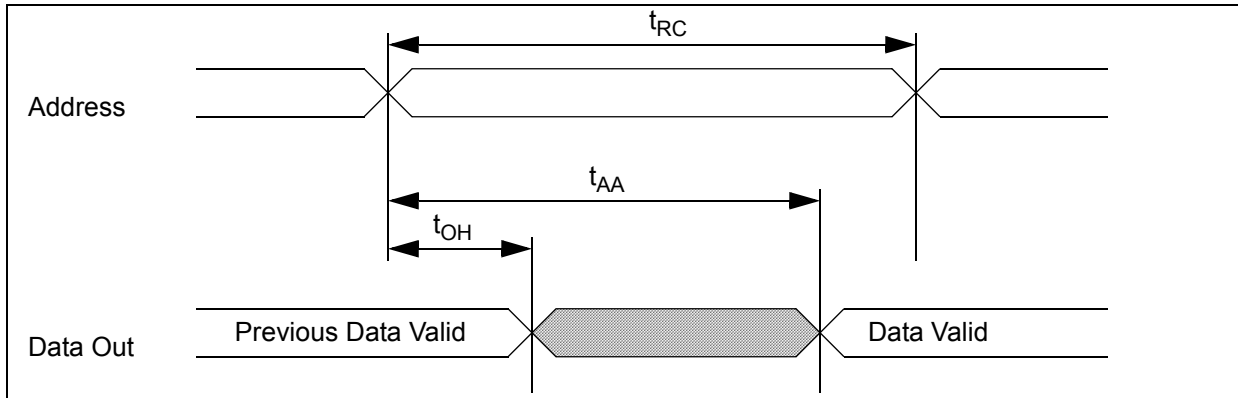 tRC
Address
tAA
tOH
Previous Data Valid
Data Valid
Data Out